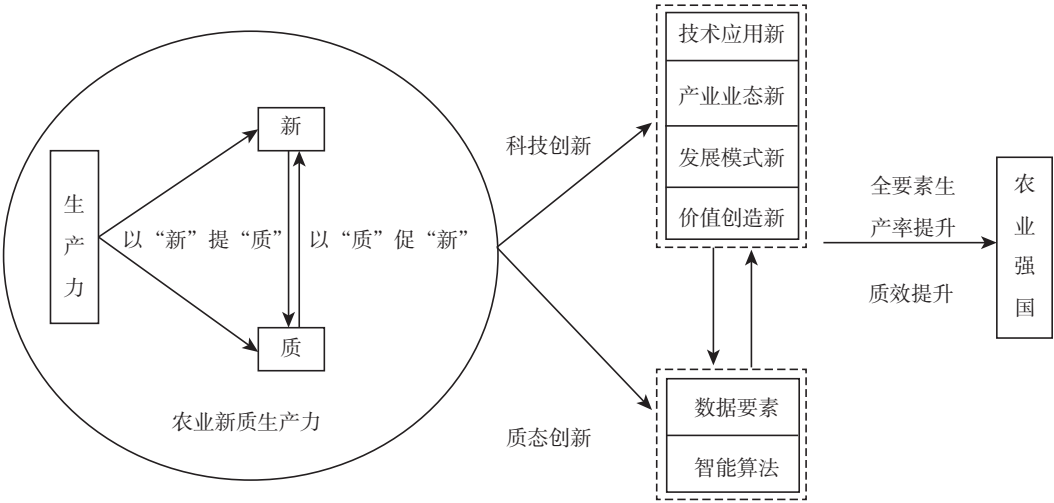 生
产
力
新
以“新”提“质”
以“质”促“新”
质
农业新质生产力
科技创新
质态创新
技术应用新
产业业态新
发展模式新
价值创造新
数据要素
智能算法
全要素生
产率提升
质效提升
农
业
强
国